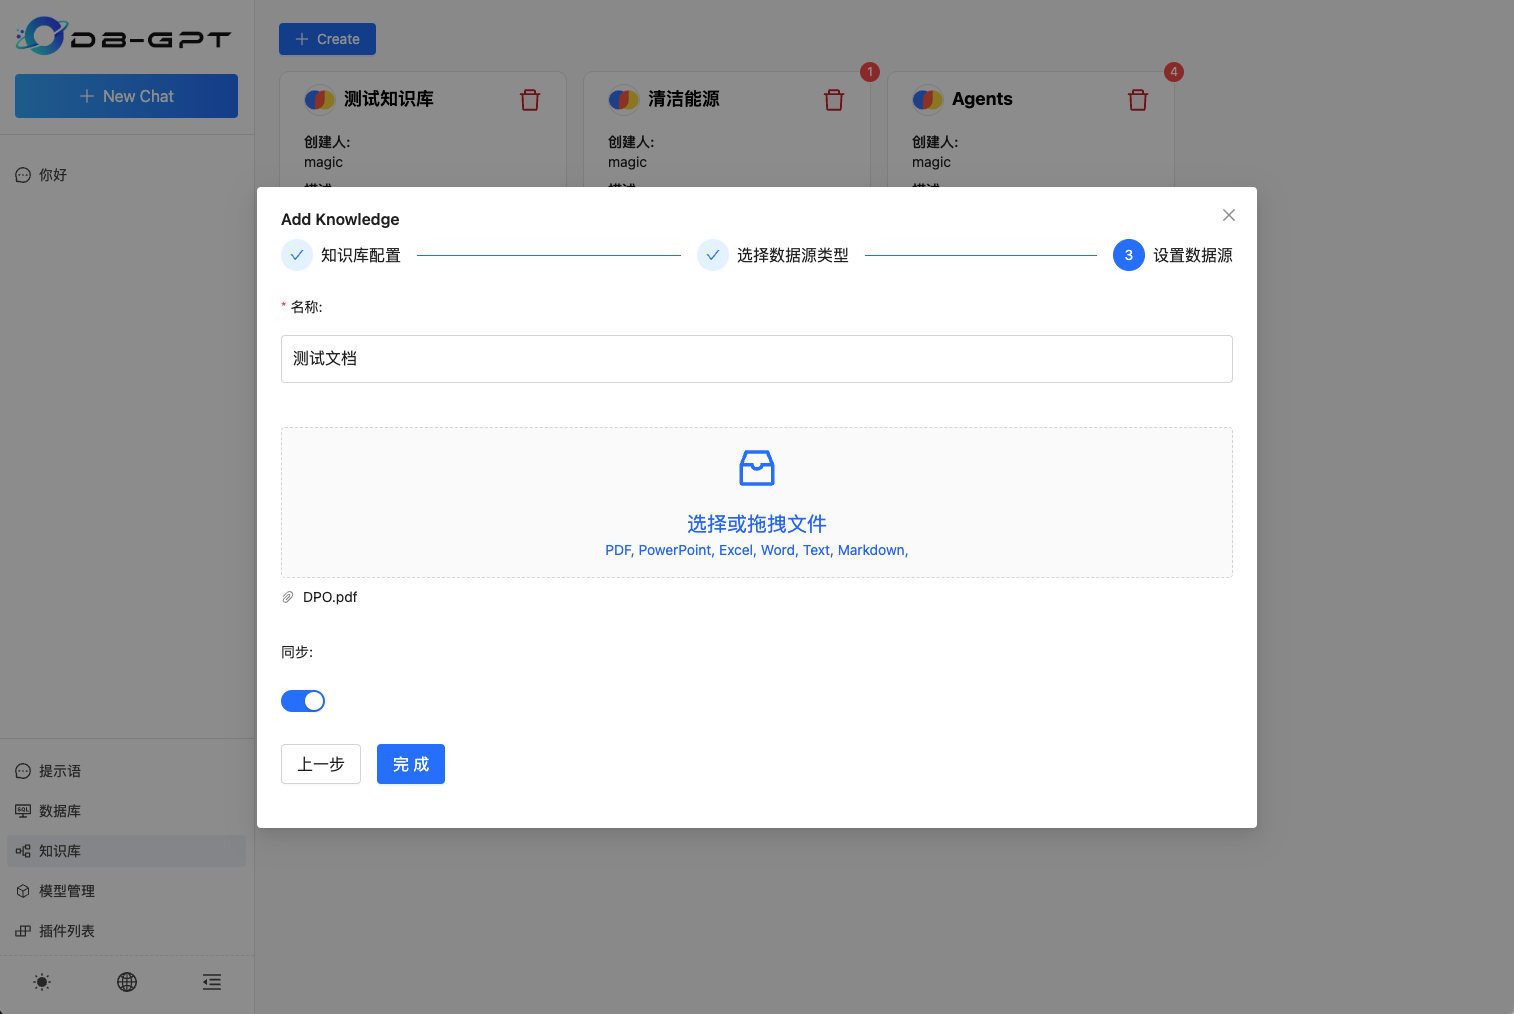 DB-GPT
+ New Chat
你好
提示语
数据库
知识库
模型管理
插件列表
+ Create
测试知识库
创建人:
magic
1
清洁能源
创建人:
magic
4
Agents
创建人:
magic
Add Knowledge
知识库配置
选择数据源类型
3 设置数据源
* 名称:
测试文档
选择或拖拽文件
PDF, PowerPoint, Excel, Word, Text, Markdown,
DPO.pdf
同步:
上一步
完 成